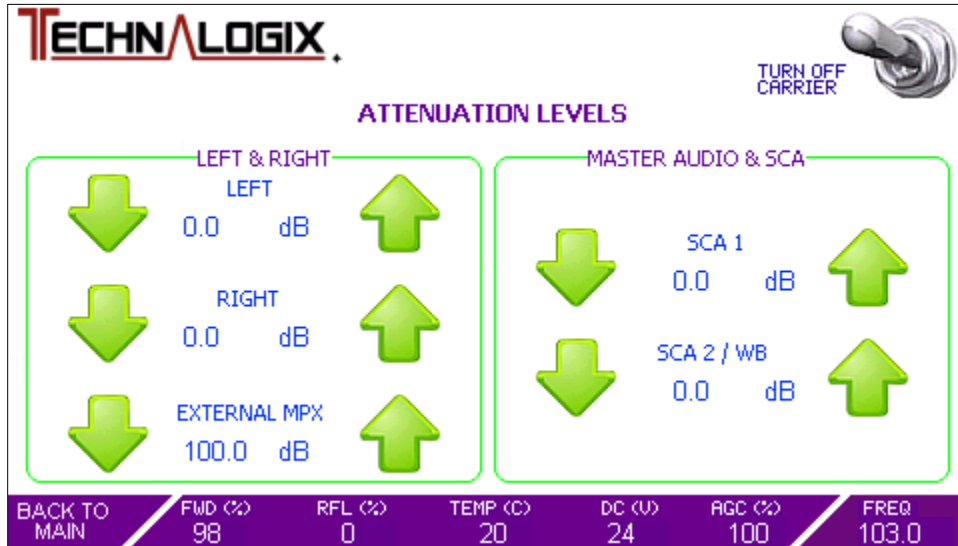 TECHNALOGIX.
TURN OFF
CARRIER
ATTENUATION LEVELS
LEFT & RIGHT
LEFT
0.0 dB
RIGHT
0.0 dB
EXTERNAL MPX
100.0 dB
MASTER AUDIO & SCA
SCA 1
0.0 dB
SCA 2 / WB
0.0 dB
BACK TO
MAIN
FWD (%)
98
RFL (%)
0
TEMP (C)
20
DC (V)
24
AGC (%)
100
FREQ
103.0